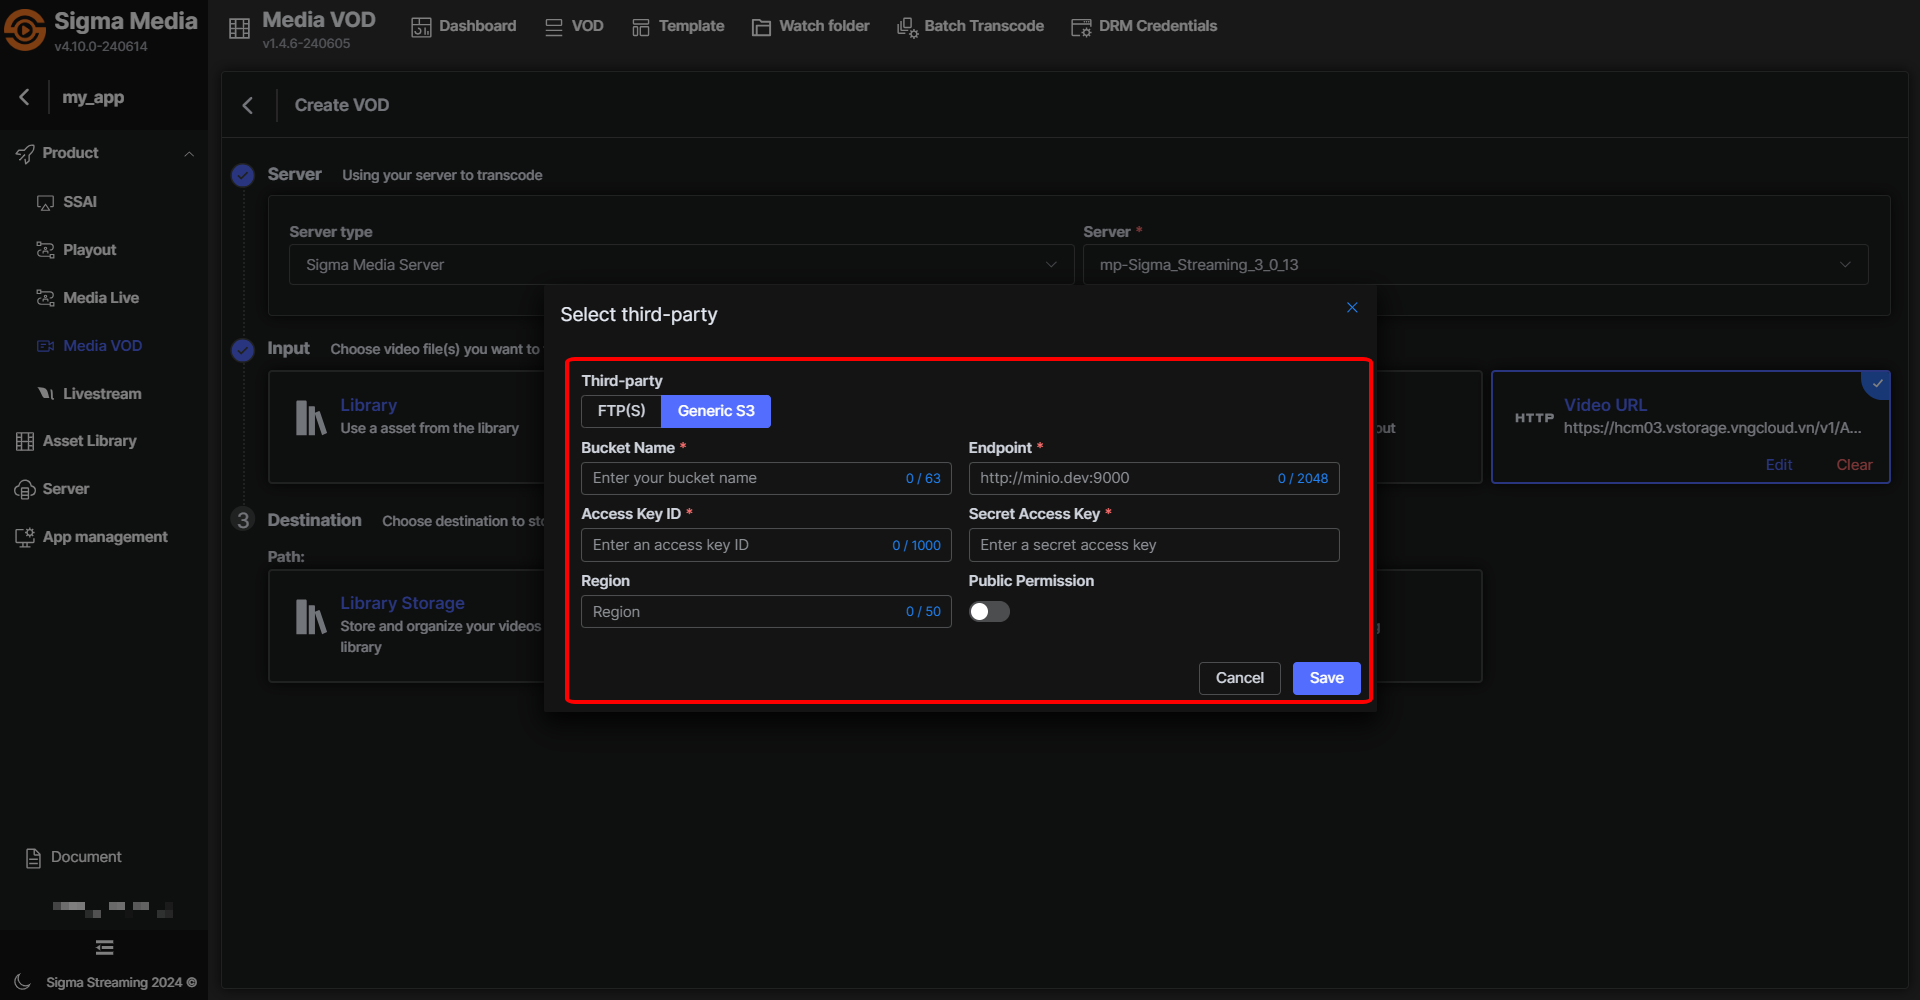 Sigma Media
v4.10.0-240614
Media VOD
v1.4.6-240605
Dashboard
VOD
Template
Watch folder
Batch Transcode
DRM Credentials
my_app
Product
SSAI
Playout
Media Live
Media VOD
Livestream
Asset Library
Server
App management
Document
Sigma Streaming 2024 ©
Create VOD
Server Using your server to transcode
Server type
Sigma Media Server
Server *
mp-Sigma_Streaming_3_0_13
Input Choose video file(s) you want to
Library
Use a asset from the library
HTTP
Video URL
https://hcm03.vstorage.vngcloud.vn/v1/A...
Edit
Clear
3 Destination Choose destination to
Path:
Library Storage
Store and organize your videos
library
Select third-party
Third-party
FTP(S)
Generic S3
Bucket Name *
Enter your bucket name 0 / 63
Endpoint *
http://minio.dev:9000 0 / 2048
Access Key ID *
Enter an access key ID 0 / 1000
Secret Access Key *
Enter a secret access key
Region
Region 0 / 50
Public Permission
Cancel
Save